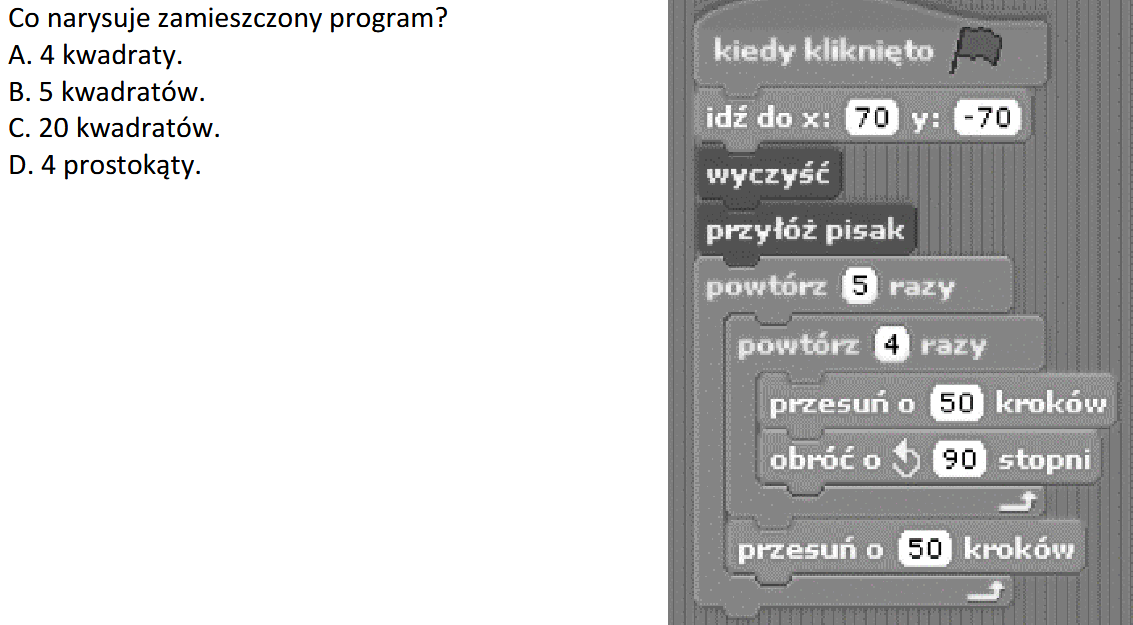 Co narysuje zamieszczony program?
A. 4 kwadraty.
B. 5 kwadratów.
C. 20 kwadratów.
D. 4 prostokąty.
kiedy kliknięto
idź do x: 70 y: -70
wyczyść
przyłóż pisak
powtórz 5 razy
powtórz 4 razy
przesuń o 50 kroków
obróć o 90 stopni
przesuń o 50 kroków